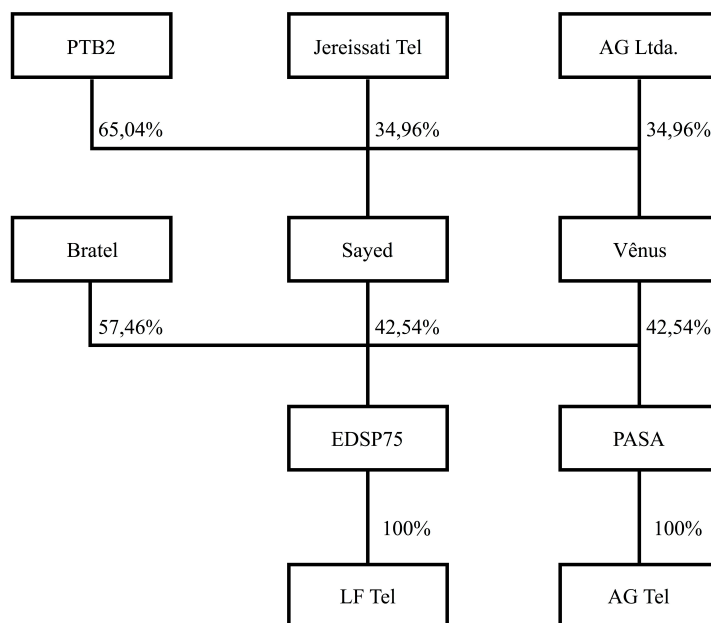 PTB2
Jereissati Tel
AG Ltda.
65,04%
34,96%
34,96%
Bratel
Sayed
Vênus
57,46%
42,54%
42,54%
EDSP75
PASA
100%
100%
LF Tel
AG Tel